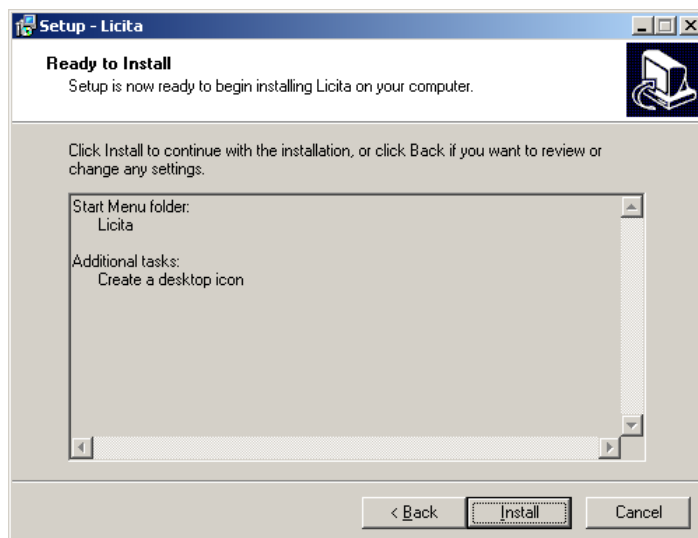 Setup - Licita
Ready to Install
Setup is now ready to begin installing Licita on your computer.
Click Install to continue with the installation, or click Back if you want to review or
change any settings.
Start Menu folder:
Licita
Additional tasks:
Create a desktop icon
< Back
Install
Cancel